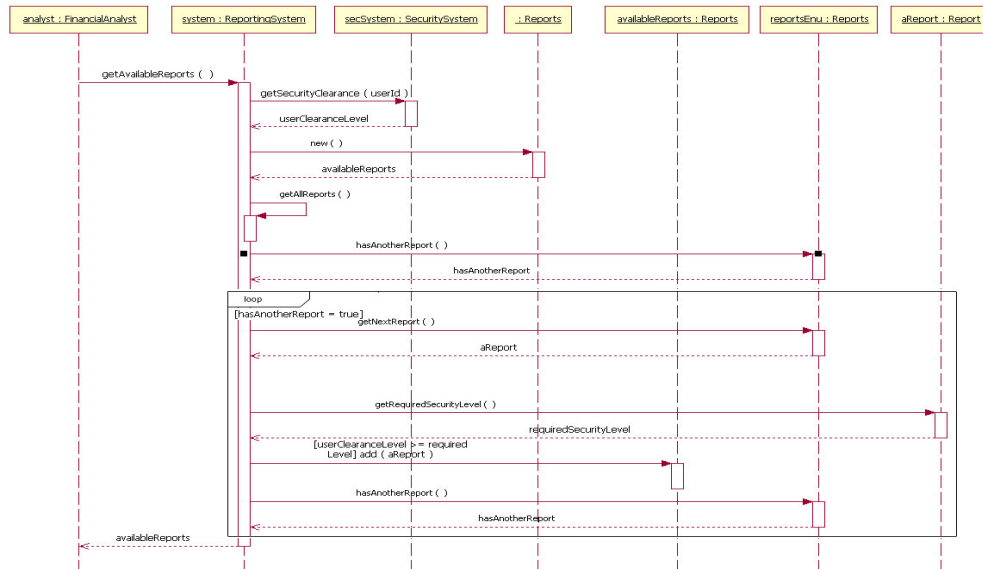 analyst : FinancialAnalyst
system : ReportingSystem
secSystem : SecuritySystem
: Reports
availableReports : Reports
reportsEnu : Reports
aReport : Report
getAvailableReports ( )
getSecurityClearance ( userId )
userClearanceLevel
new ( )
availableReports
getAllReports ( )
hasAnotherReport ( )
hasAnotherReport
loop
[hasAnotherReport = true]
getNextReport ( )
aReport
getRequiredSecurityLevel ( )
requiredSecurityLevel
[userClearanceLevel >= required
Level] add ( aReport )
hasAnotherReport ( )
hasAnotherReport
availableReports